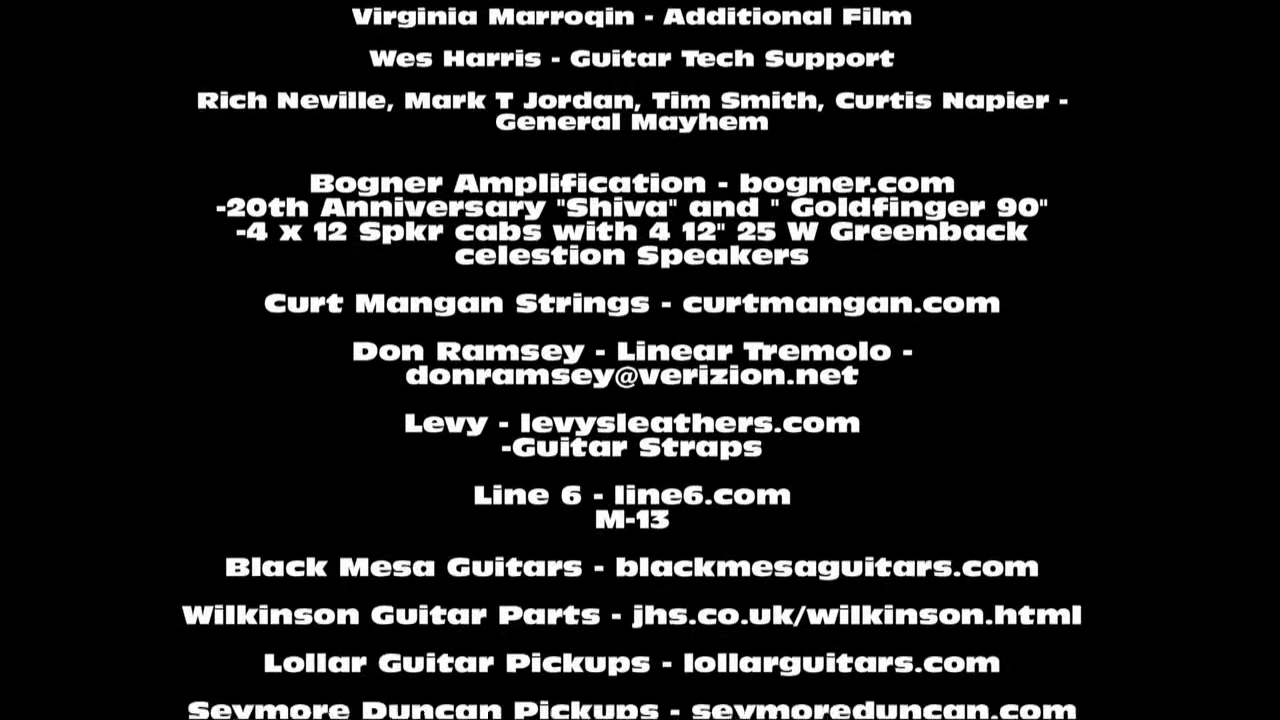 Virginia Marroqin - Additional Film
Wes Harris - Guitar Tech Support
Rich Neville, Mark T Jordan, Tim Smith, Curtis Napier -
General Mayhem
Bogner Amplification - bogner.com
-20th Anniversary "Shiva" and " Goldfinger 90"
-4 x 12 Spkr cabs with 4 12" 25 W Greenback
celestion Speakers
Curt Mangan Strings - curtmangan.com
Don Ramsey - Linear Tremolo -
donramsey@verizion.net
Levy - levysleathers.com
-Guitar Straps
Line 6 - line6.com
M-13
Black Mesa Guitars - blackmesaguitars.com
Wilkinson Guitar Parts - jhs.co.uk/wilkinson.html
Lollar Guitar Pickups - lollarguitars.com
Seymore Duncan Pickups - seymoreduncan.com